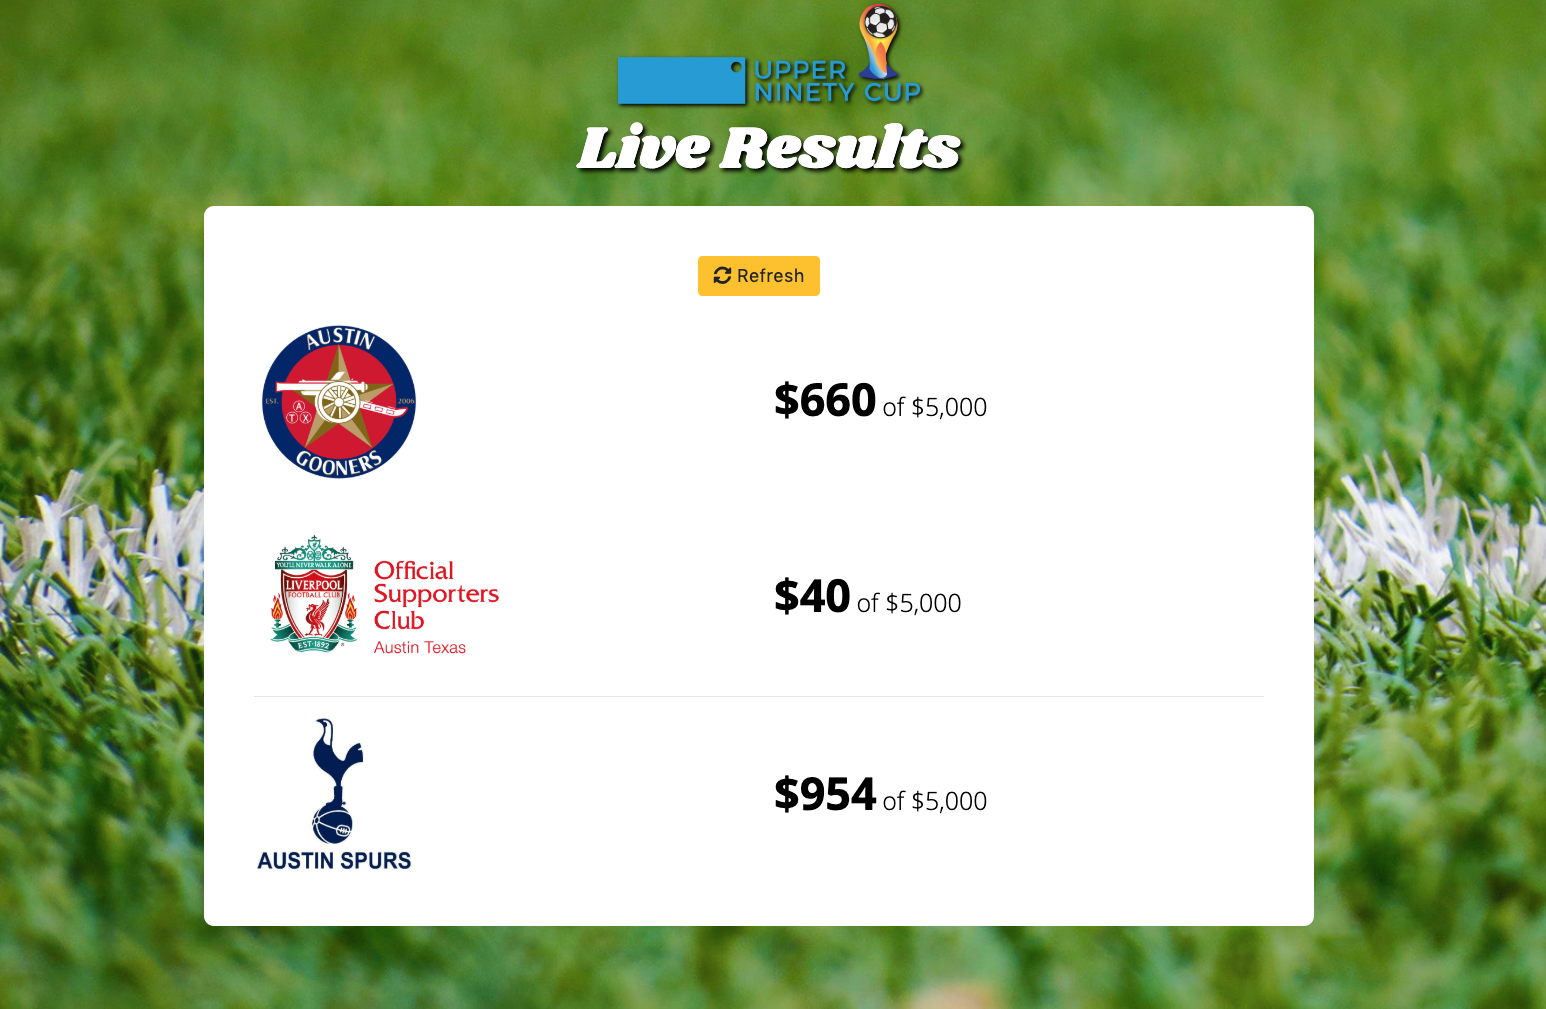 UPPER
NINETY CUP
Live Results
Refresh
AUSTIN
EST. 2006
A
T X
GOONERS
$660 of $5,000
YOU'LL NEVER WALK ALONE
LIVERPOOL
FOOTBALL CLUB
EST·1892
Official
Supporters
Club
Austin Texas
$40 of $5,000
AUSTIN SPURS
$954 of $5,000